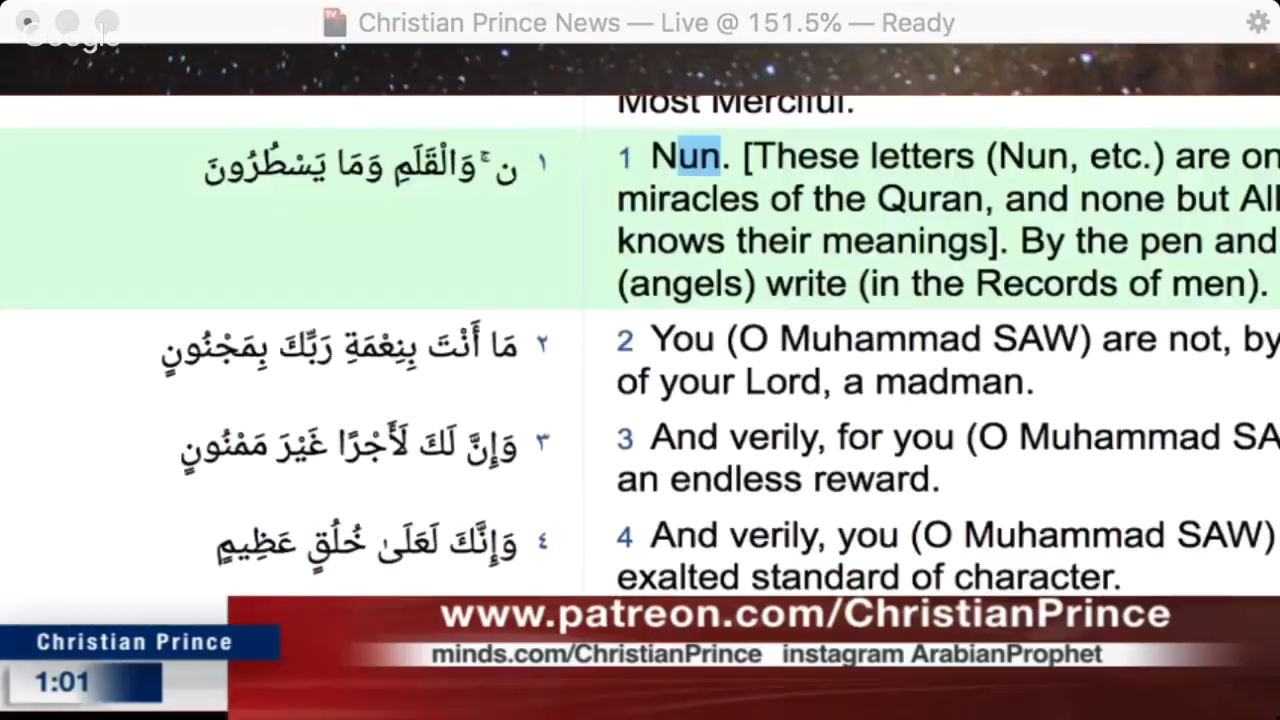 Christian Prince News — Live @ 151.5% — Ready
Google
Most Merciful.
ن ۚ وَالْقَلَمِ وَمَا يَسْطُرُونَ ١
1 Nun. [These letters (Nun, etc.) are on
miracles of the Quran, and none but All
knows their meanings]. By the pen and
(angels) write (in the Records of men).
مَا أَنْتَ بِنِعْمَةِ رَبِّكَ بِمَجْنُونٍ ٢
2 You (O Muhammad SAW) are not, by
of your Lord, a madman.
وَإِنَّ لَكَ لَأَجْرًا غَيْرَ مَمْنُونٍ ٣
3 And verily, for you (O Muhammad SA
an endless reward.
وَإِنَّكَ لَعَلَىٰ خُلُقٍ عَظِيمٍ ٤
4 And verily, you (O Muhammad SAW)
exalted standard of character.
www.patreon.com/ChristianPrince
Christian Prince
minds.com/ChristianPrince instagram ArabianProphet
1:01